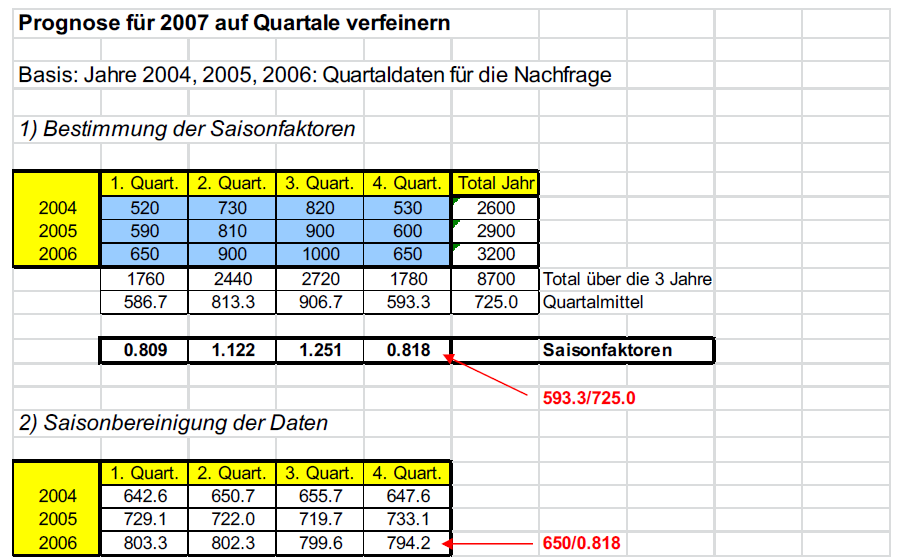 Prognose für 2007 auf Quartale verfeinern
Basis: Jahre 2004, 2005, 2006: Quartaldaten für die Nachfrage
1) Bestimmung der Saisonfaktoren
1. Quart. 2. Quart. 3. Quart. 4. Quart. Total Jahr
2004 520 730 820 530 2600
2005 590 810 900 600 2900
2006 650 900 1000 650 3200
1760 2440 2720 1780 8700 Total über die 3 Jahre
586.7 813.3 906.7 593.3 725.0 Quartalmittel
0.809 1.122 1.251 0.818 Saisonfaktoren
593.3/725.0
2) Saisonbereinigung der Daten
1. Quart. 2. Quart. 3. Quart. 4. Quart.
2004 642.6 650.7 655.7 647.6
2005 729.1 722.0 719.7 733.1
2006 803.3 802.3 799.6 794.2 650/0.818